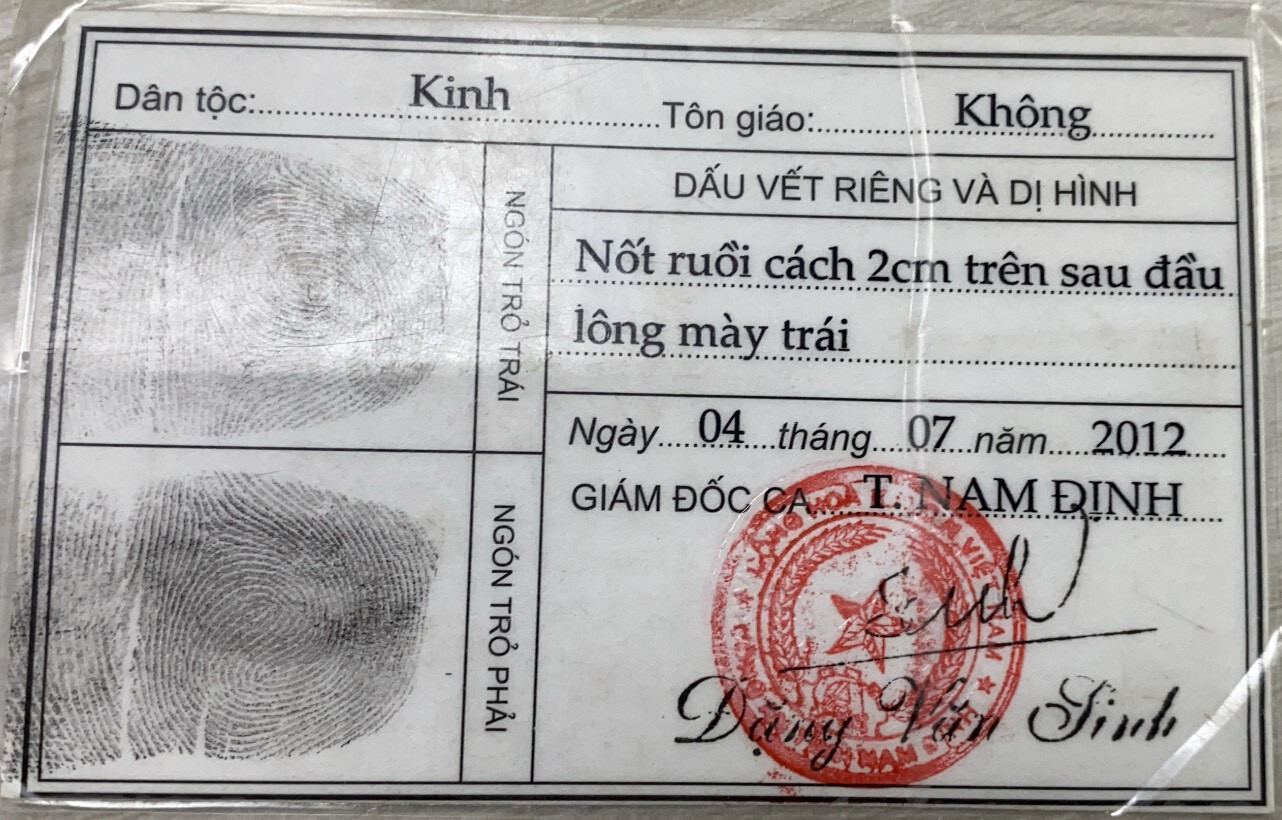 Dân tộc: Kinh Tôn giáo: Không
NGÓN TRỎ TRÁI
NGÓN TRỎ PHẢI
DẤU VẾT RIÊNG VÀ DỊ HÌNH
Nốt ruồi cách 2cm trên sau đầu
lông mày trái
Ngày 04 tháng 07 năm 2012
GIÁM ĐỐC CA T. NAM ĐỊNH
Đặng Văn Sinh